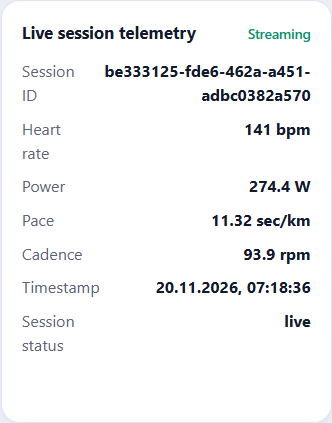 Live session telemetry Streaming
Session be333125-fde6-462a-a451-
ID adbc0382a570
Heart 141 bpm
rate
Power 274.4 W
Pace 11.32 sec/km
Cadence 93.9 rpm
Timestamp 20.11.2026, 07:18:36
Session live
status